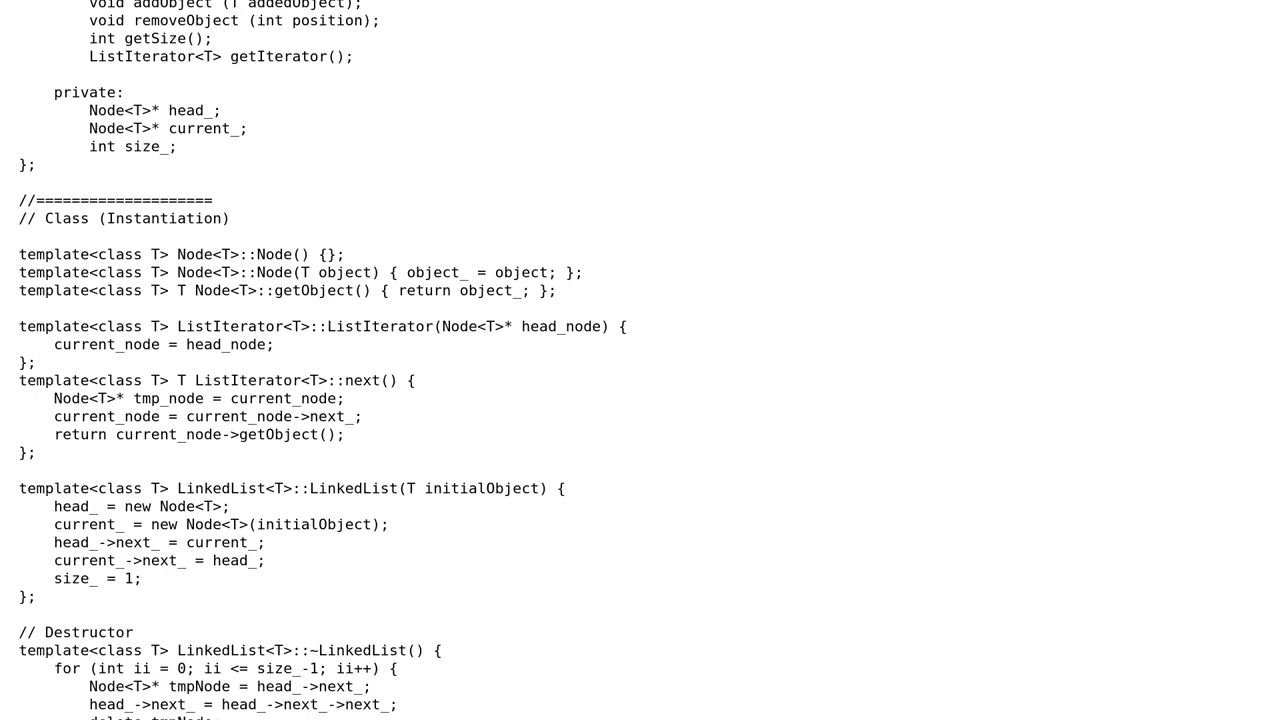 void addObject (T addedObject);
void removeObject (int position);
int getSize();
ListIterator<T> getIterator();
private:
Node<T>* head_;
Node<T>* current_;
int size_;
};
//====================
// Class (Instantiation)
template<class T> Node<T>::Node() {};
template<class T> Node<T>::Node(T object) { object_ = object; };
template<class T> T Node<T>::getObject() { return object_; };
template<class T> ListIterator<T>::ListIterator(Node<T>* head_node) {
current_node = head_node;
};
template<class T> T ListIterator<T>::next() {
Node<T>* tmp_node = current_node;
current_node = current_node->next_;
return current_node->getObject();
};
template<class T> LinkedList<T>::LinkedList(T initialObject) {
head_ = new Node<T>;
current_ = new Node<T>(initialObject);
head_->next_ = current_;
current_->next_ = head_;
size_ = 1;
};
// Destructor
template<class T> LinkedList<T>::~LinkedList() {
for (int ii = 0; ii <= size_-1; ii++) {
Node<T>* tmpNode = head_->next_;
head_->next_ = head_->next_->next_;
delete tmpNode;